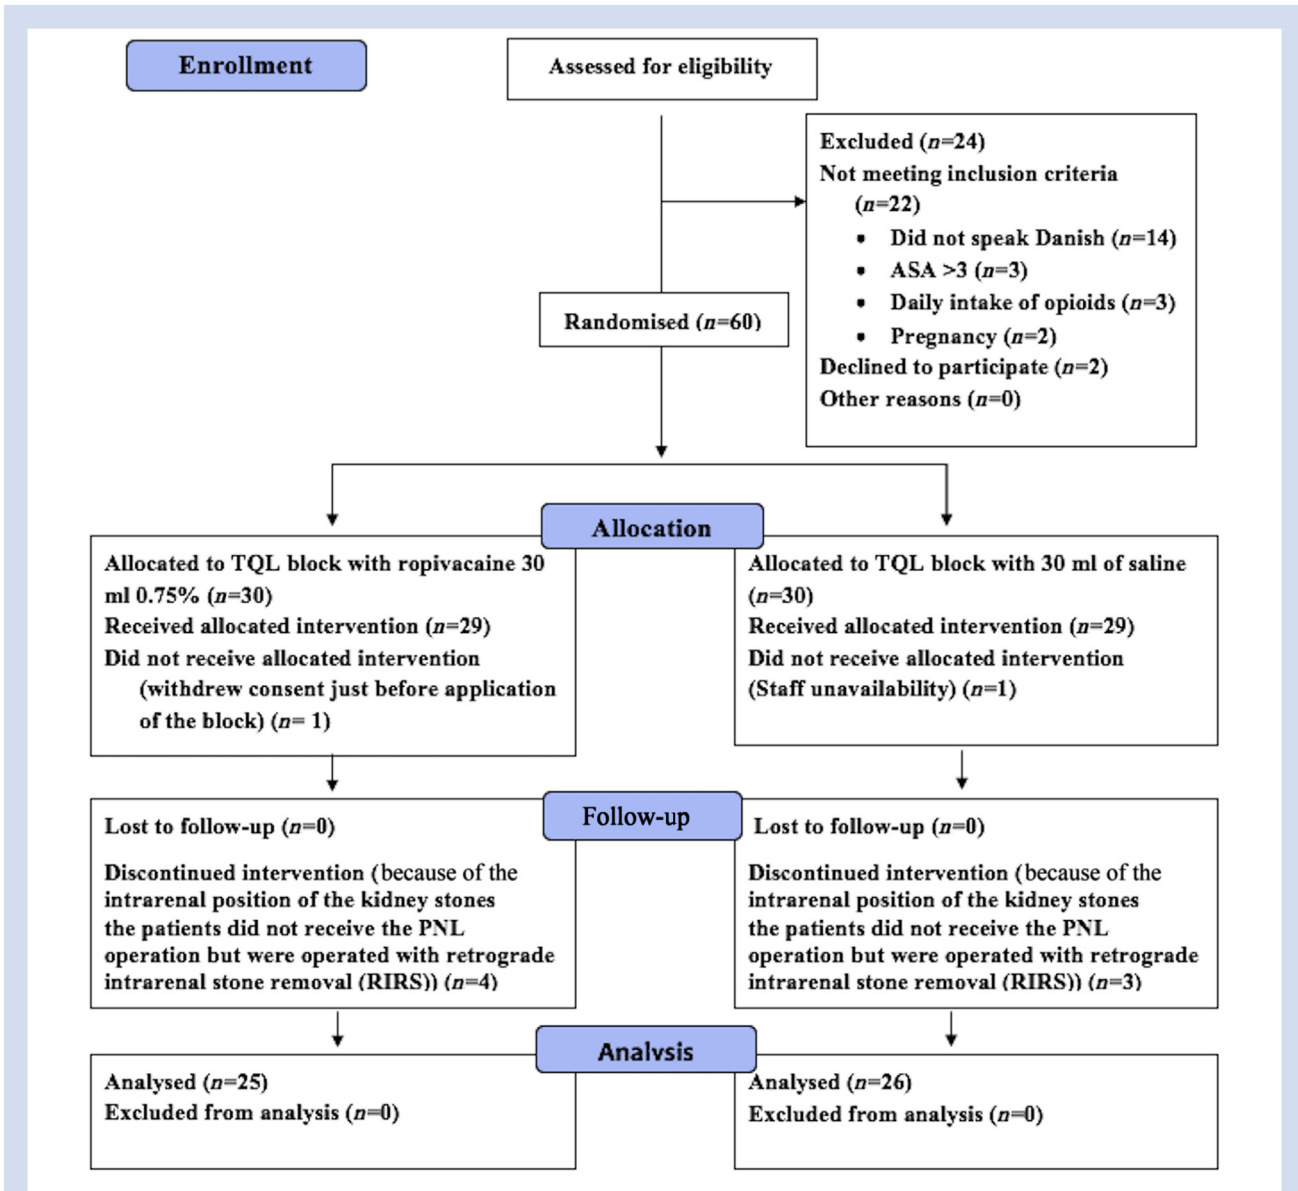 Enrollment
Assessed for eligibility
Excluded (n=24)
Not meeting inclusion criteria
(n=22)
• Did not speak Danish (n=14)
• ASA >3 (n=3)
• Daily intake of opioids (n=3)
• Pregnancy (n=2)
Declined to participate (n=2)
Other reasons (n=0)
Randomised (n=60)
Allocation
Allocated to TQL block with ropivacaine 30
ml 0.75% (n=30)
Received allocated intervention (n=29)
Did not receive allocated intervention
(withdrew consent just before application
of the block) (n= 1)
Allocated to TQL block with 30 ml of saline
(n=30)
Received allocated intervention (n=29)
Did not receive allocated intervention
(Staff unavailability) (n=1)
Follow-up
Lost to follow-up (n=0)
Discontinued intervention (because of the
intrarenal position of the kidney stones
the patients did not receive the PNL
operation but were operated with retrograde
intrarenal stone removal (RIRS)) (n=4)
Lost to follow-up (n=0)
Discontinued intervention (because of the
intrarenal position of the kidney stones
the patients did not receive the PNL
operation but were operated with retrograde
intrarenal stone removal (RIRS)) (n=3)
Analysis
Analysed (n=25)
Excluded from analysis (n=0)
Analysed (n=26)
Excluded from analysis (n=0)